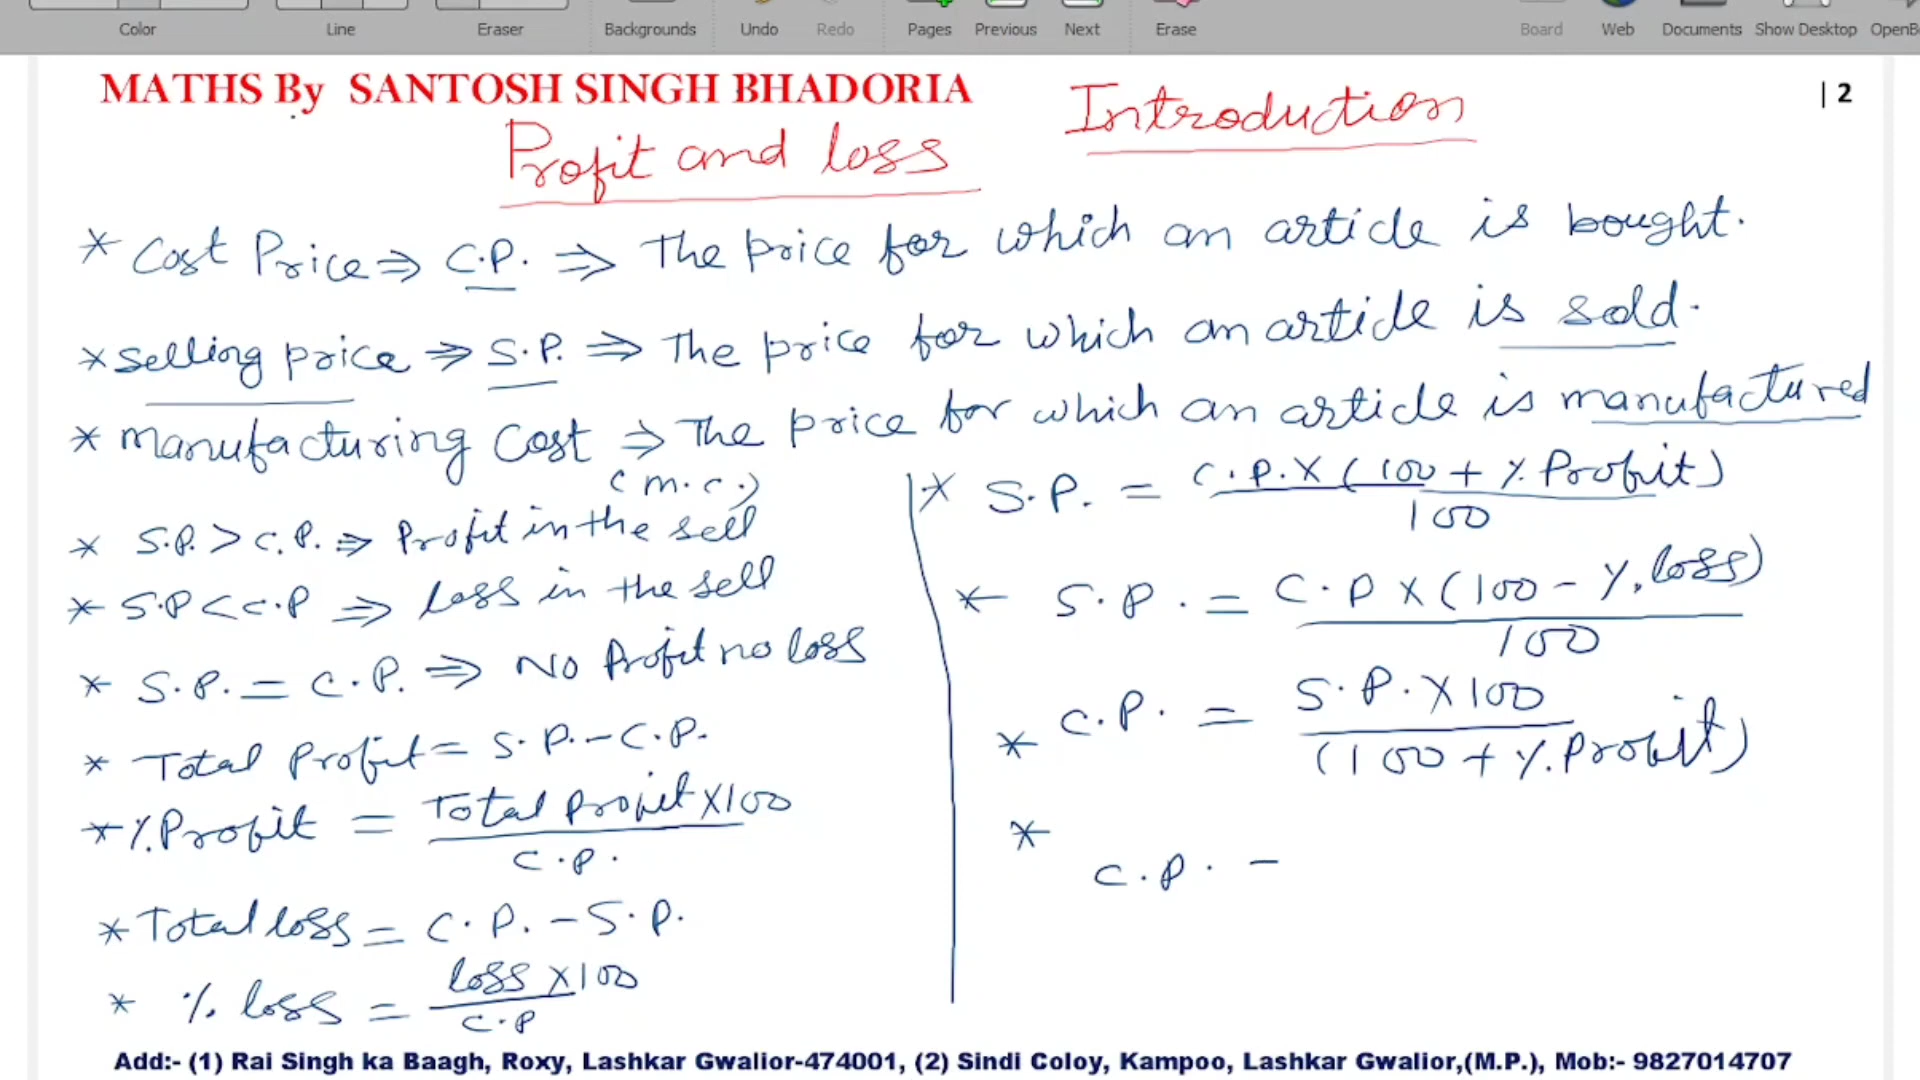 Color Line Eraser Backgrounds Undo Redo Pages Previous Next Erase Board Web Documents Show Desktop OpenB
MATHS By SANTOSH SINGH BHADORIA
Introduction
| 2
Profit and loss
* Cost Price ⇒ C.P. ⇒ The price for which an article is bought.
* Selling price ⇒ S.P. ⇒ The price for which an article is sold.
* Manufacturing Cost ⇒ The price for which an article is manufactured
(m.c.)
* S.P. > C.P. ⇒ Profit in the sell
* S.P < C.P ⇒ loss in the sell
* S.P. = C.P. ⇒ No Profit no loss
* Total Profit = S.P. - C.P.
* % Profit = Total Profit X 100
C.P.
* Total loss = C.P. - S.P.
* % loss = loss X 100
C.P
* S.P. = C.P. X (100 + % Profit)
100
* S.P. = C.P X (100 - % loss)
100
* C.P. = S.P. X 100
(100 + % Profit)
*
C.P. -
Add:- (1) Rai Singh ka Baagh, Roxy, Lashkar Gwalior-474001, (2) Sindi Coloy, Kampoo, Lashkar Gwalior,(M.P.), Mob:- 9827014707